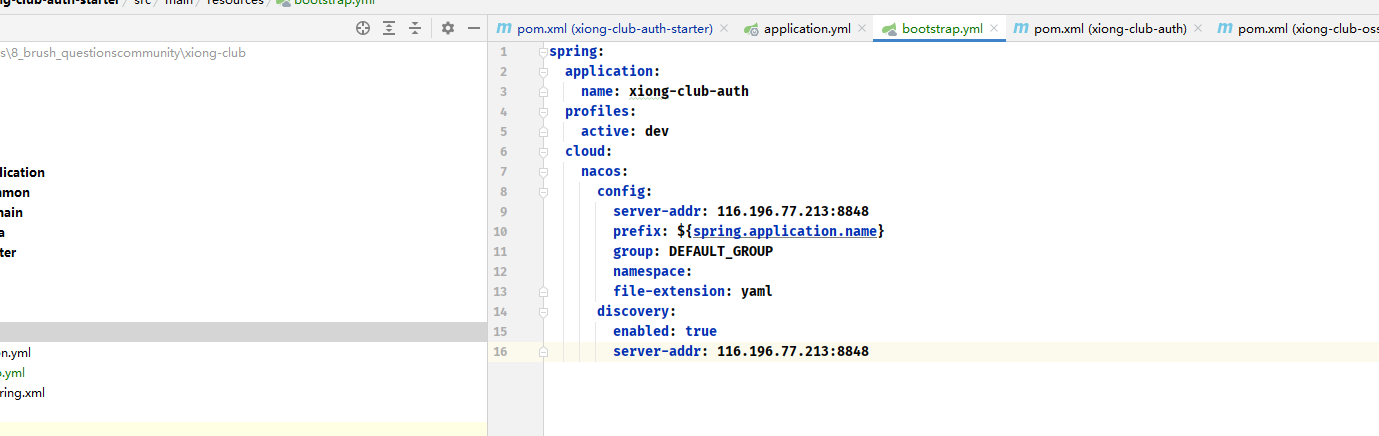 ng-club-auth-starter / src / main / resources / bootstrap.yml
pom.xml (xiong-club-auth-starter) application.yml bootstrap.yml pom.xml (xiong-club-auth) pom.xml (xiong-club-oss
s\8_brush_questionscommunity\xiong-club
lication
nmon
nain
a
ter
n.yml
.yml
ring.xml
1 spring:
2 application:
3 name: xiong-club-auth
4 profiles:
5 active: dev
6 cloud:
7 nacos:
8 config:
9 server-addr: 116.196.77.213:8848
10 prefix: ${spring.application.name}
11 group: DEFAULT_GROUP
12 namespace:
13 file-extension: yaml
14 discovery:
15 enabled: true
16 server-addr: 116.196.77.213:8848